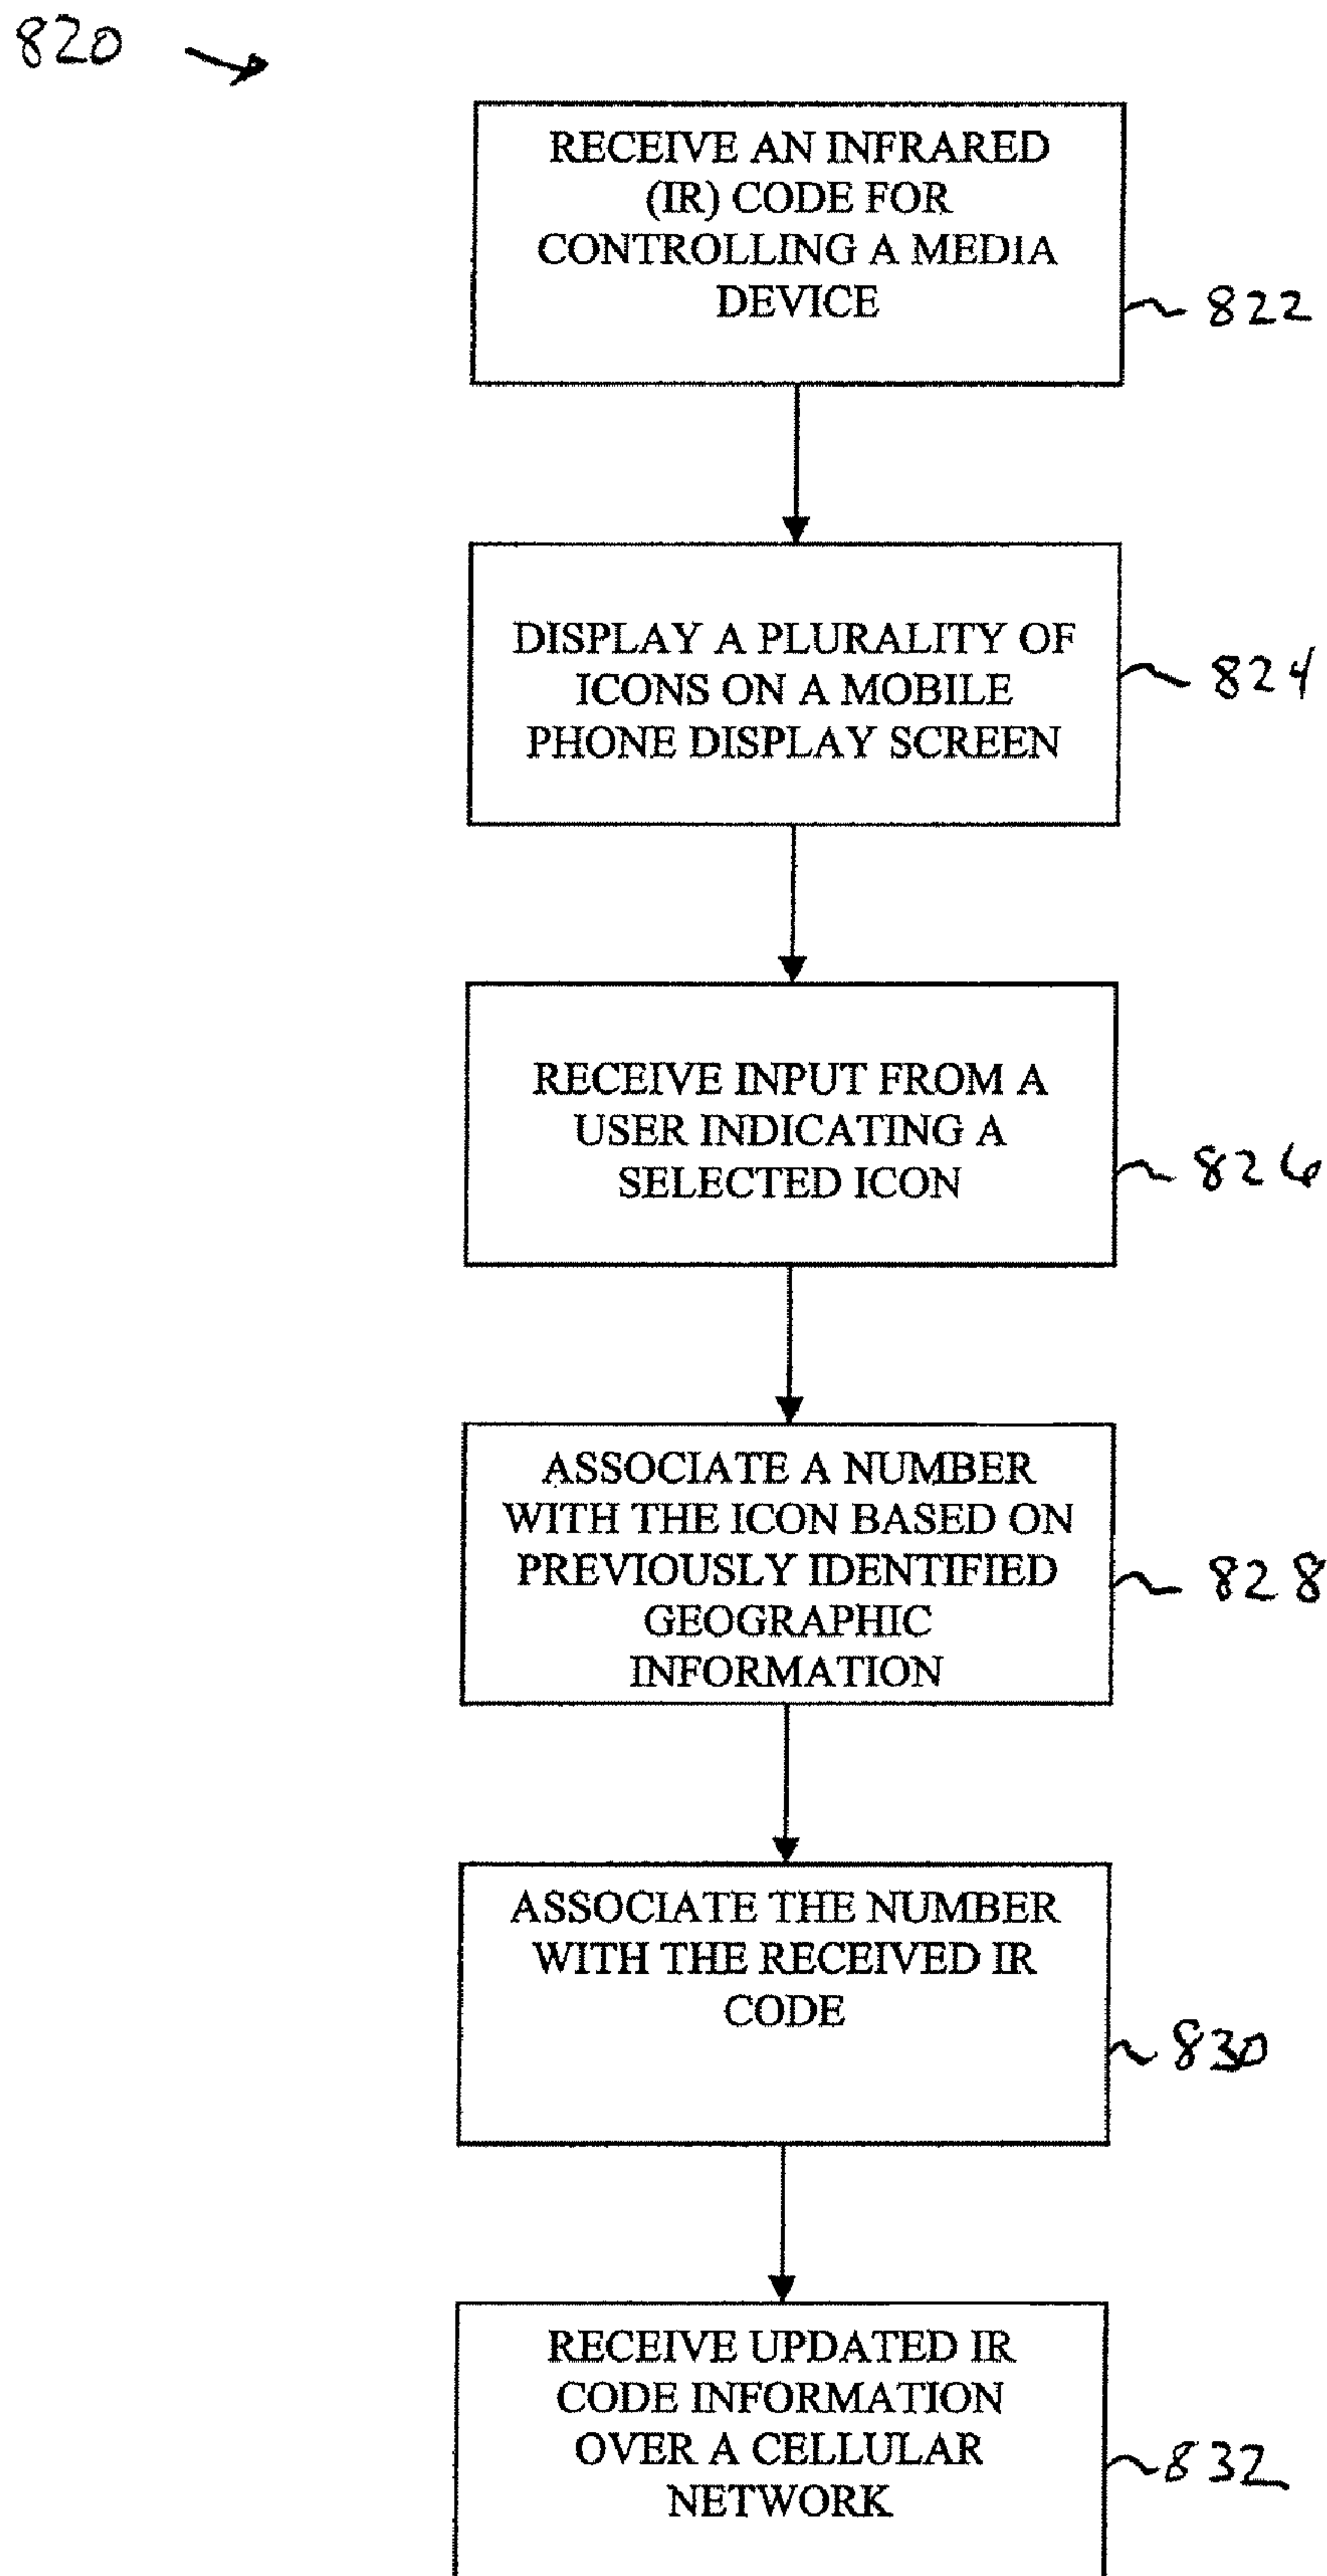 820
RECEIVE AN INFRARED
(IR) CODE FOR
CONTROLLING A MEDIA
DEVICE
822
DISPLAY A PLURALITY OF
ICONS ON A MOBILE
PHONE DISPLAY SCREEN
824
RECEIVE INPUT FROM A
USER INDICATING A
SELECTED ICON
826
ASSOCIATE A NUMBER
WITH THE ICON BASED ON
PREVIOUSLY IDENTIFIED
GEOGRAPHIC
INFORMATION
828
ASSOCIATE THE NUMBER
WITH THE RECEIVED IR
CODE
830
RECEIVE UPDATED IR
CODE INFORMATION
OVER A CELLULAR
NETWORK
832